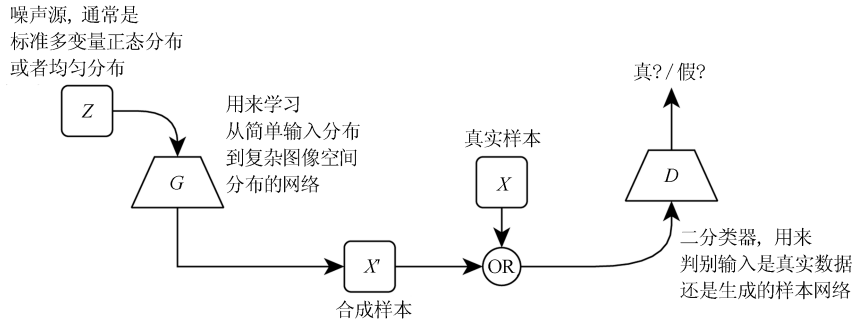 噪声源, 通常是
标准多变量正态分布
或者均匀分布
Z
用来学习
从简单输入分布
到复杂图像空间
分布的网络
G
X'
合成样本
真实样本
X
OR
真? / 假?
D
二分类器, 用来
判别输入是真实数据
还是生成的样本网络